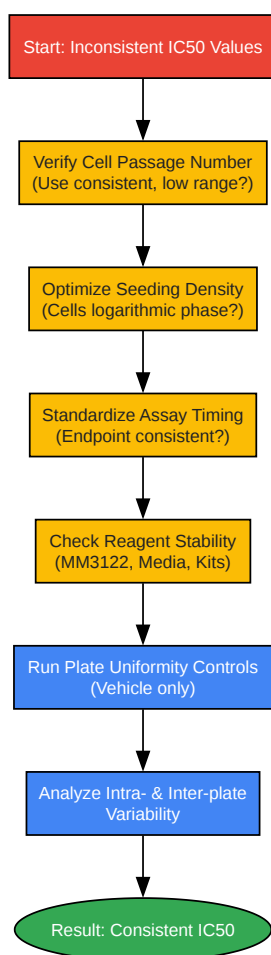 Start: Inconsistent IC50 Values
Verify Cell Passage Number
(Use consistent, low range?)
Optimize Seeding Density
(Cells logarithmic phase?)
Standardize Assay Timing
(Endpoint consistent?)
Check Reagent Stability
(MM3122, Media, Kits)
Run Plate Uniformity Controls
(Vehicle only)
Analyze Intra- & Inter-plate
Variability
Result: Consistent IC50